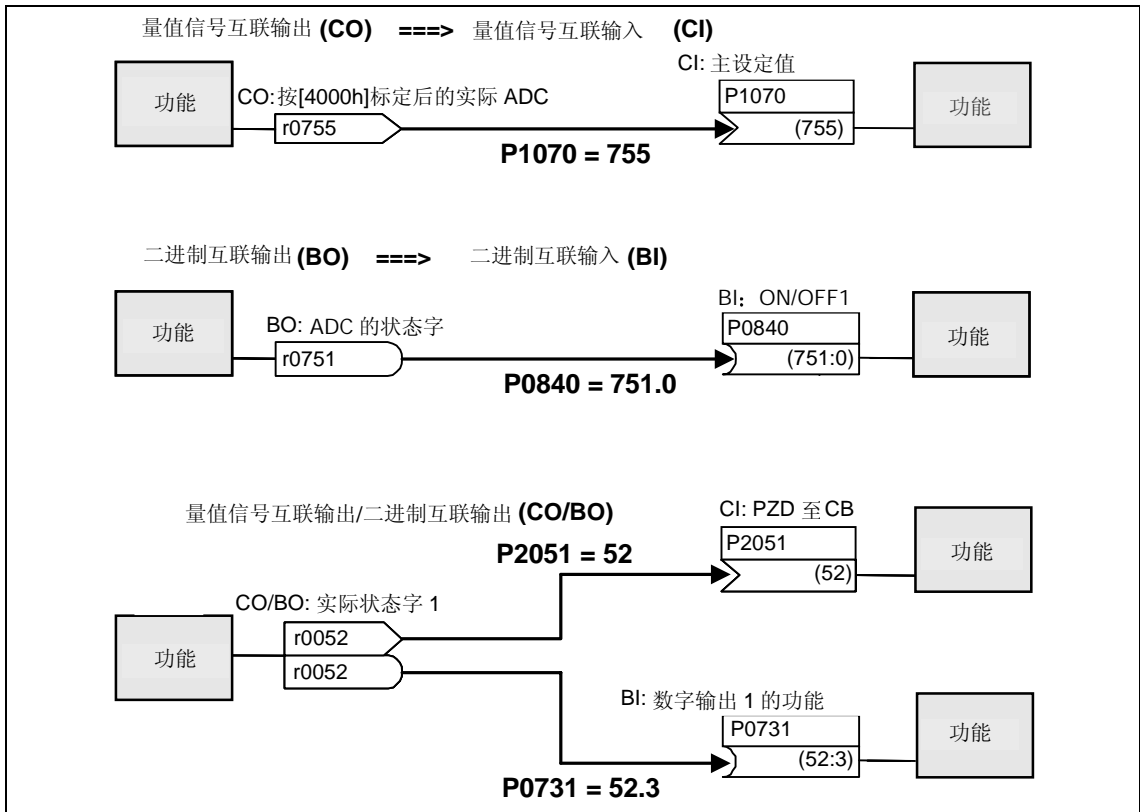 量值信号互联输出 (CO) ===> 量值信号互联输入 (CI)
CI: 主设定值
功能
CO:按[4000h]标定后的实际 ADC
r0755
P1070
(755)
功能
P1070 = 755
二进制互联输出 (BO) ===> 二进制互联输入 (BI)
BI：ON/OFF1
功能
BO: ADC 的状态字
r0751
P0840
(751:0)
功能
P0840 = 751.0
量值信号互联输出/二进制互联输出 (CO/BO)
CI: PZD 至 CB
P2051 = 52
P2051
(52)
功能
CO/BO: 实际状态字 1
功能
r0052
r0052
BI: 数字输出 1 的功能
P0731
(52:3)
功能
P0731 = 52.3